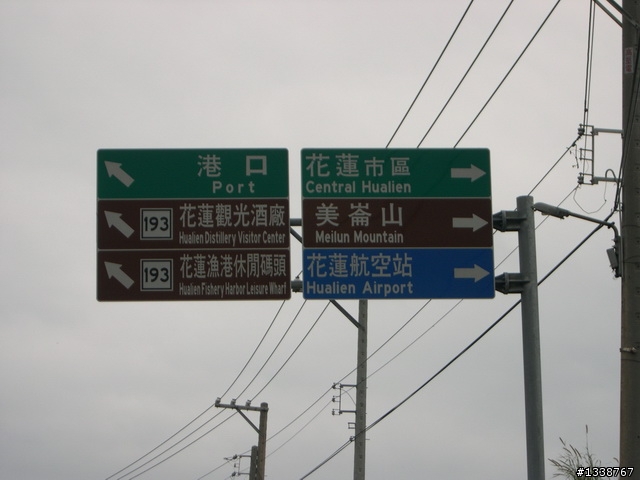 港口
Port
193 花蓮觀光酒廠
Hualien Distillery Visitor Center
193 花蓮漁港休閒碼頭
Hualien Fishery Harbor Leisure Wharf
花蓮市區
Central Hualien
美崙山
Meilun Mountain
花蓮航空站
Hualien Airport
#1338767